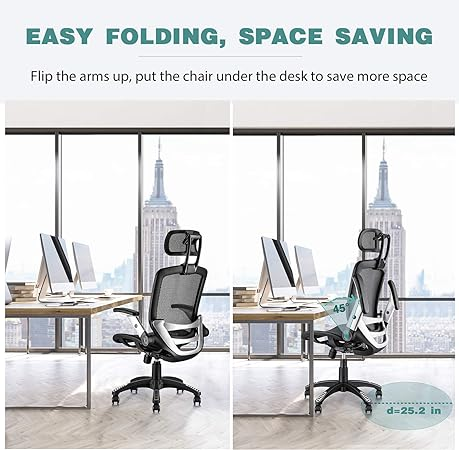 EASY FOLDING, SPACE SAVING
Flip the arms up, put the chair under the desk to save more space
45°
d=25.2 in